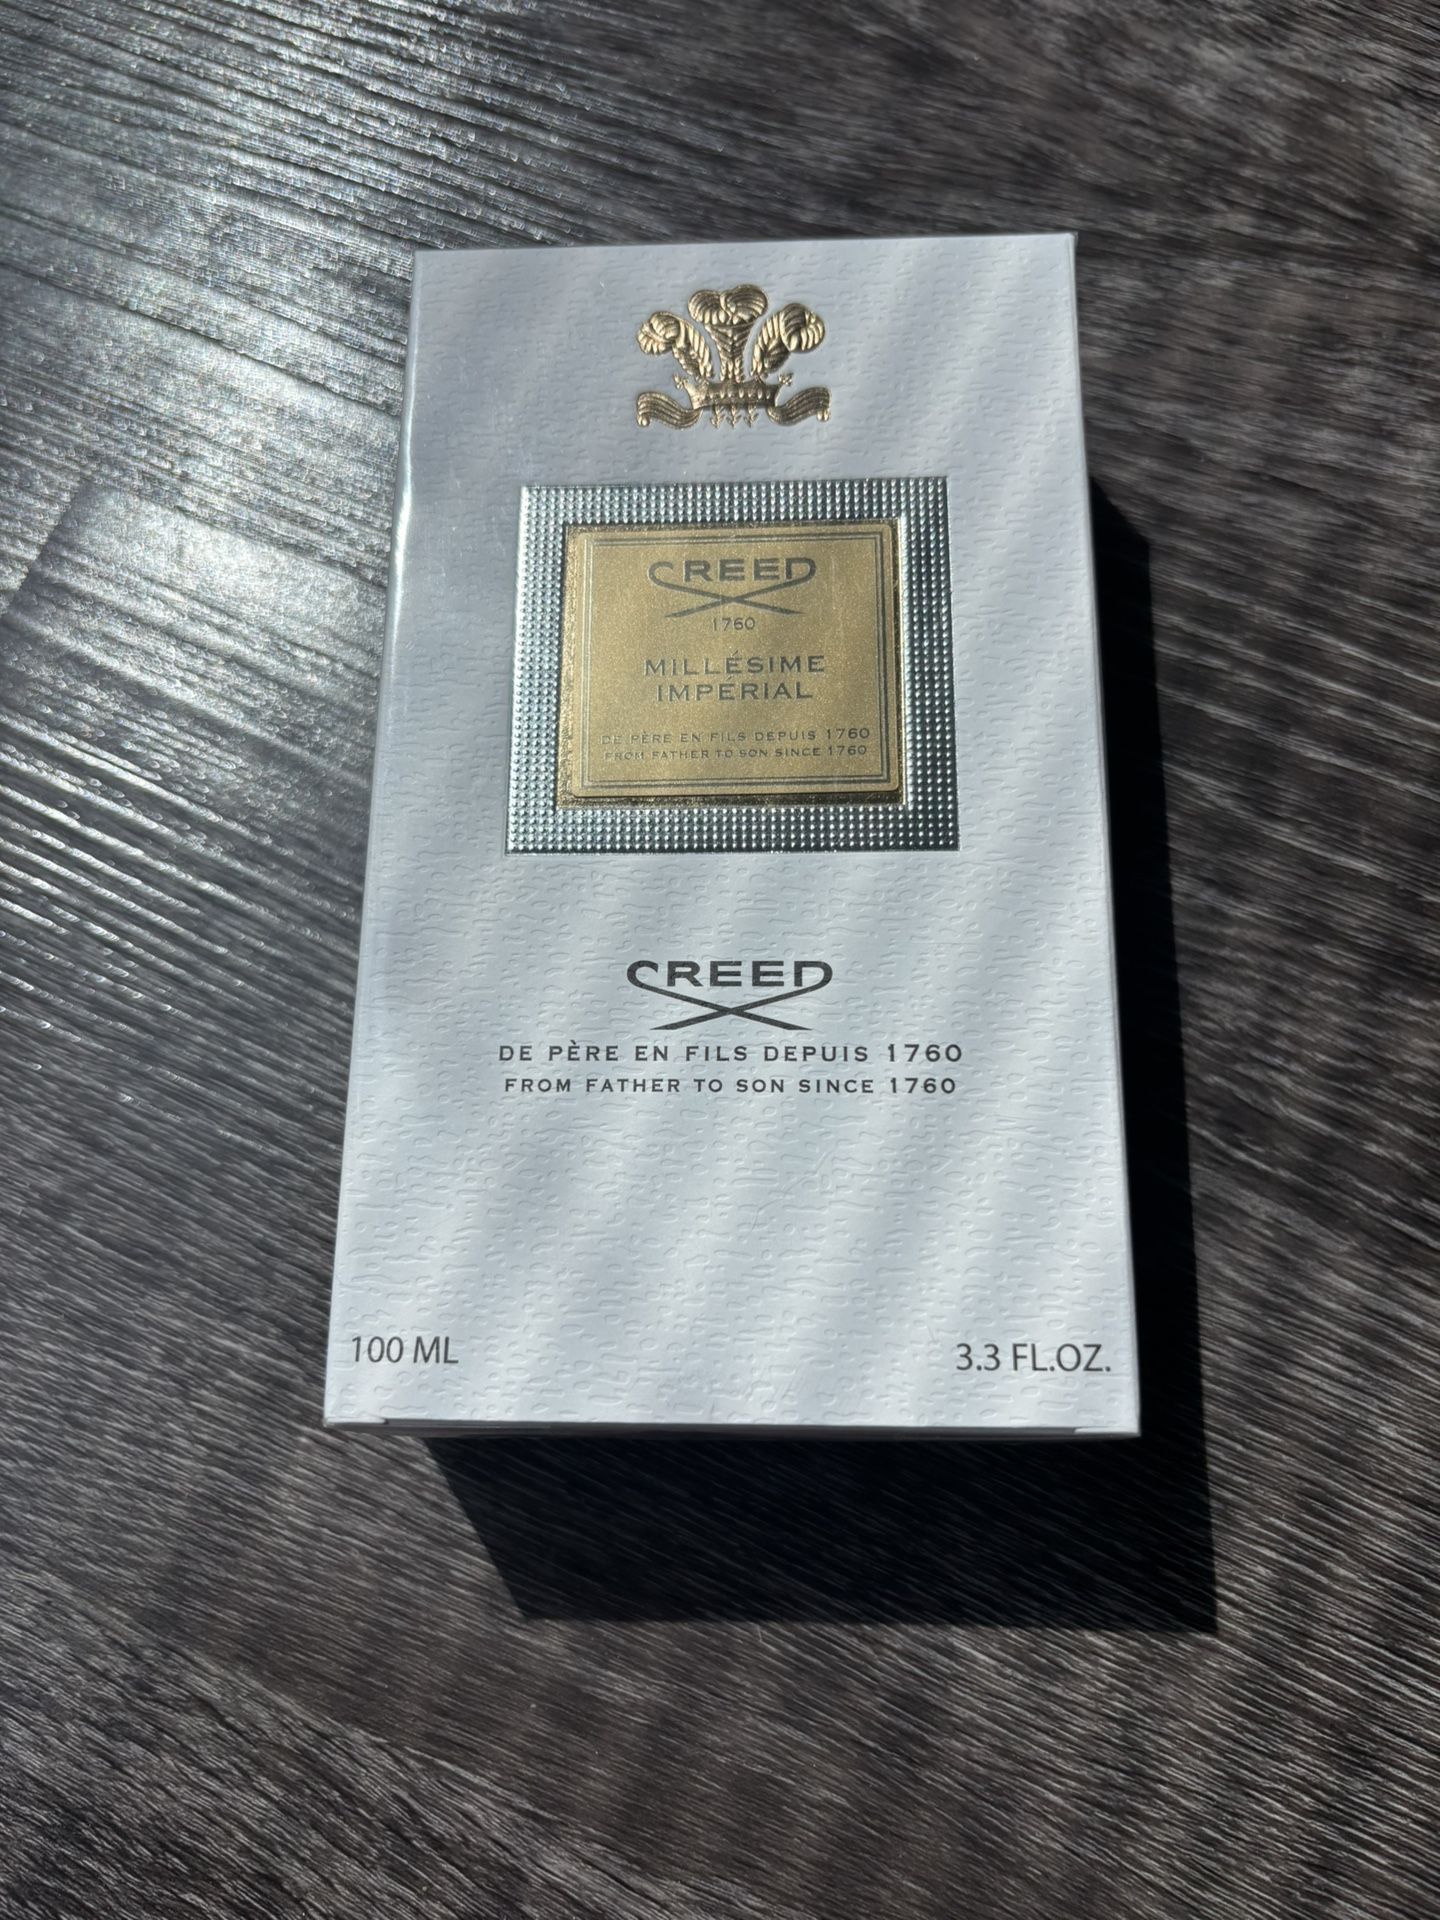 CREED
1760
MILLÉSIME
IMPÉRIAL
DE PÈRE EN FILS DEPUIS 1760
FROM FATHER TO SON SINCE 1760
CREED
DE PÈRE EN FILS DEPUIS 1760
FROM FATHER TO SON SINCE 1760
100 ML
3.3 FL.OZ.